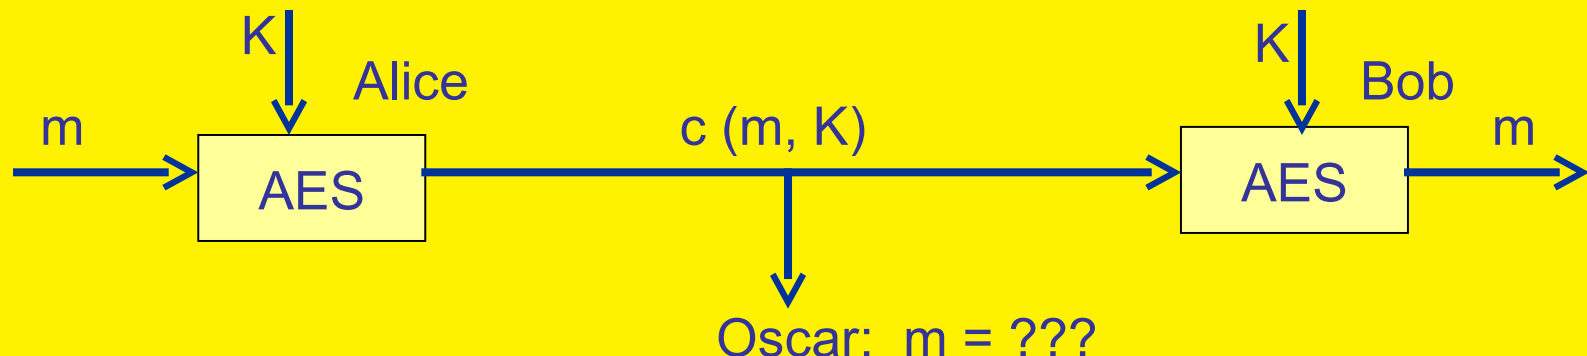 K
Alice
m
AES
c (m, K)
K
Bob
m
AES
Oscar: m = ???